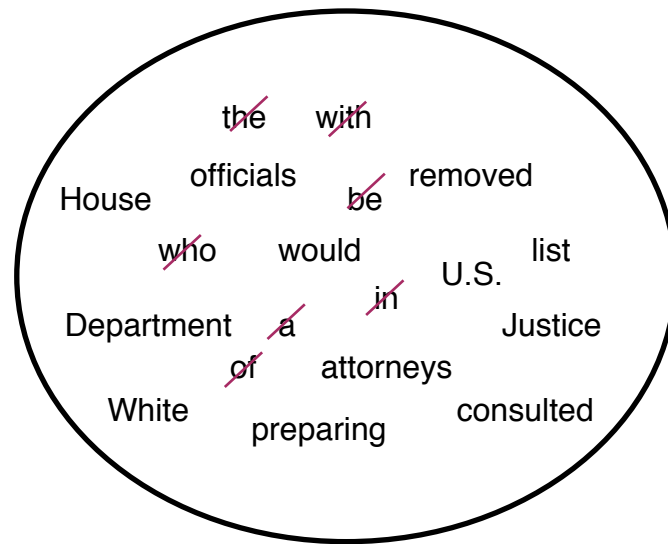 the with
officials removed
House be
who would list
U.S.
in
Department a Justice
of attorneys
White consulted
preparing